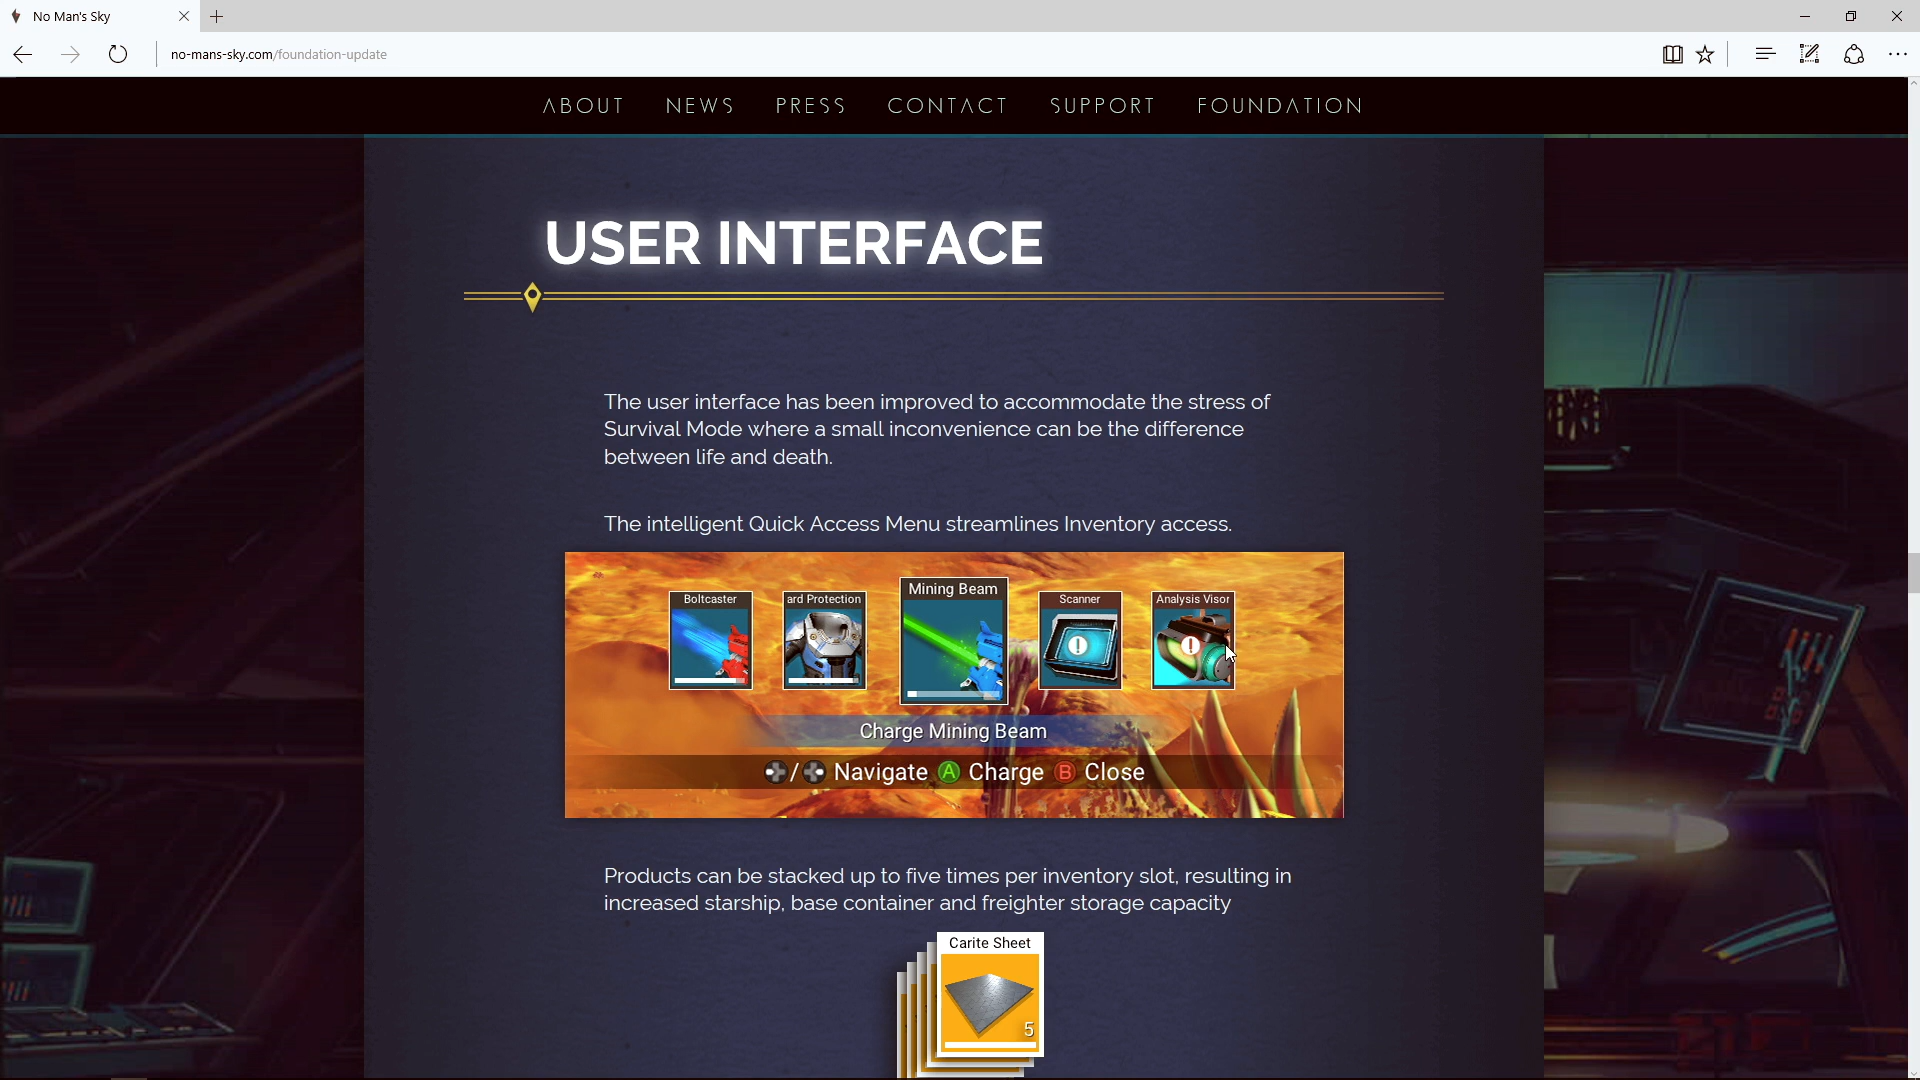 No Man's Sky
no-mans-sky.com/foundation-update
ABOUT NEWS PRESS CONTACT SUPPORT FOUNDATION
USER INTERFACE
The user interface has been improved to accommodate the stress of
Survival Mode where a small inconvenience can be the difference
between life and death.
The intelligent Quick Access Menu streamlines Inventory access.
Boltcaster
ard Protection
Mining Beam
Scanner
Analysis Visor
Charge Mining Beam
/ Navigate A Charge B Close
Products can be stacked up to five times per inventory slot, resulting in
increased starship, base container and freighter storage capacity
Carite Sheet
5